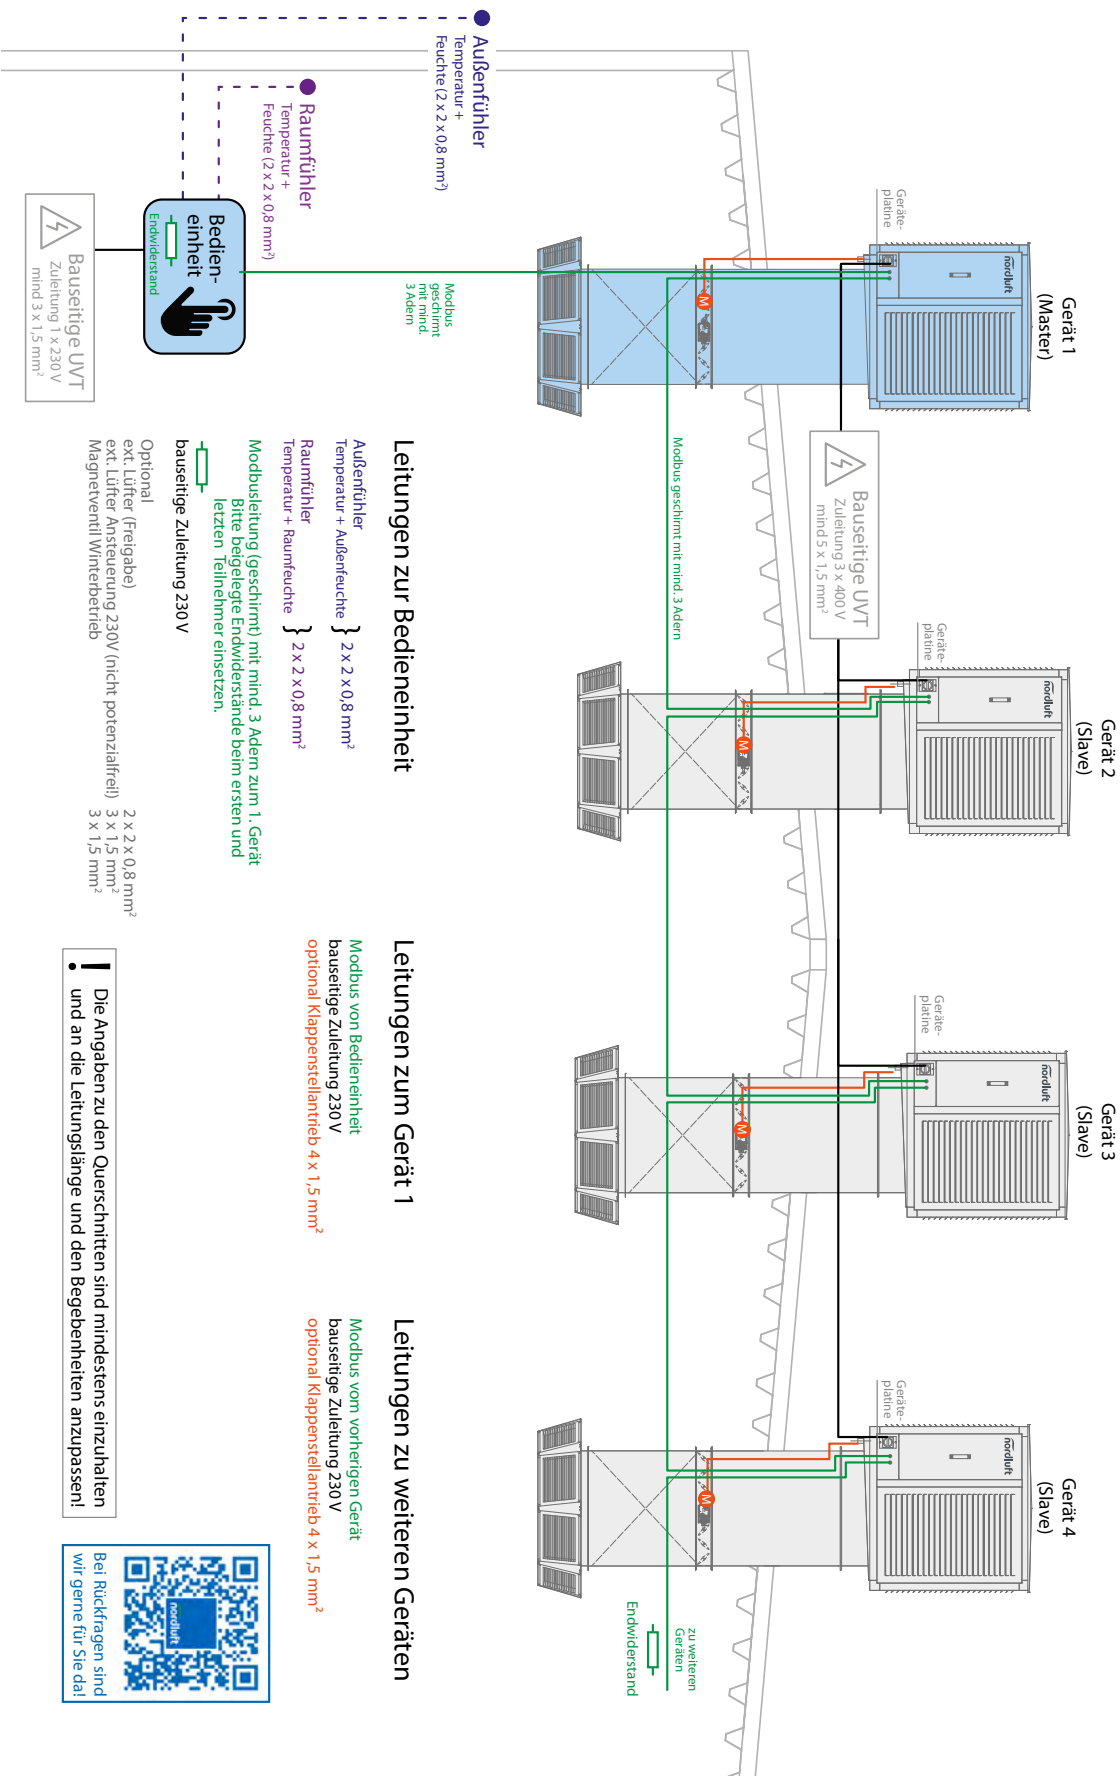 Gerät 1
(Master)
Gerät 2
(Slave)
Gerät 3
(Slave)
Gerät 4
(Slave)
nordluft
nordluft
nordluft
nordluft
Geräte-
platine
Geräte-
platine
Geräte-
platine
Geräte-
platine
Bauseitige UVT
Zuleitung 3 x 400 V
mind 5 x 1,5 mm²
M
M
M
M
Modbus geschirmt mit mind. 3 Adern
zu weiteren
Geräten
Endwiderstand
Außenfühler
Temperatur +
Feuchte (2 x 2 x 0,8 mm²)
Raumfühler
Temperatur +
Feuchte (2 x 2 x 0,8 mm²)
Modbus
geschirmt
mit mind.
3 Adern
Bedien-
einheit
Endwiderstand
Bauseitige UVT
Zuleitung 1 x 230 V
mind 3 x 1,5 mm²
Leitungen zur Bedieneinheit
Außenfühler
Temperatur + Außenfeuchte } 2 x 2 x 0,8 mm²
Raumfühler
Temperatur + Raumfeuchte } 2 x 2 x 0,8 mm²
Modbusleitung (geschirmt) mit mind. 3 Adern zum 1. Gerät
Bitte beigelegte Endwiderstände beim ersten und
letzten Teilnehmer einsetzen.
bauseitige Zuleitung 230 V
Optional
ext. Lüfter (Freigabe) 2 x 2 x 0,8 mm²
ext. Lüfter Ansteuerung 230V (nicht potenzialfrei!) 3 x 1,5 mm²
Magnetventil Winterbetrieb 3 x 1,5 mm²
Leitungen zum Gerät 1
Modbus von Bedieneinheit
bauseitige Zuleitung 230 V
optional Klappenstellantrieb 4 x 1,5 mm²
Leitungen zu weiteren Geräten
Modbus vom vorherigen Gerät
bauseitige Zuleitung 230 V
optional Klappenstellantrieb 4 x 1,5 mm²
! Die Angaben zu den Querschnitten sind mindestens einzuhalten
und an die Leitungslänge und den Begebenheiten anzupassen!
nordluft
Bei Rückfragen sind
wir gerne für Sie da!